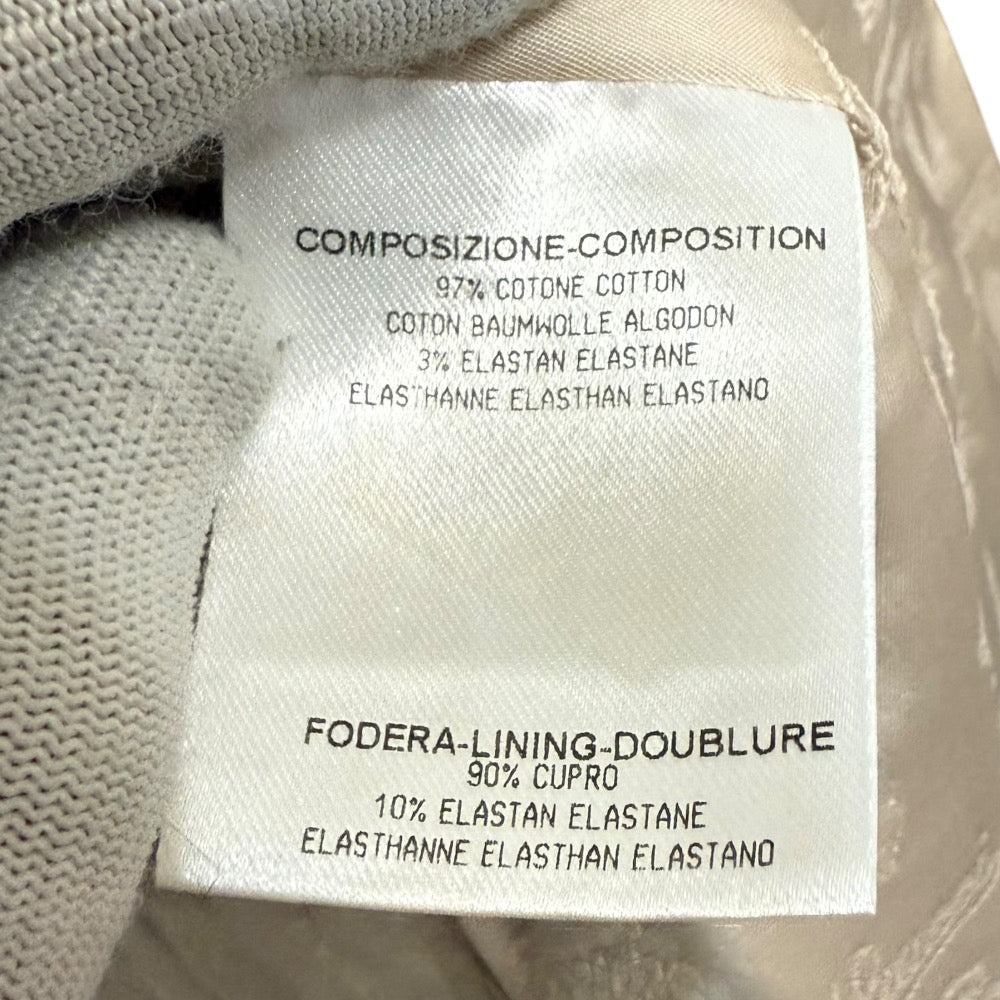 COMPOSIZIONE-COMPOSITION
97% COTONE COTTON
COTON BAUMWOLLE ALGODON
3% ELASTAN ELASTANE
ELASTHANNE ELASTHAN ELASTANO
FODERA-LINING-DOUBLURE
90% CUPRO
10% ELASTAN ELASTANE
ELASTHANNE ELASTHAN ELASTANO